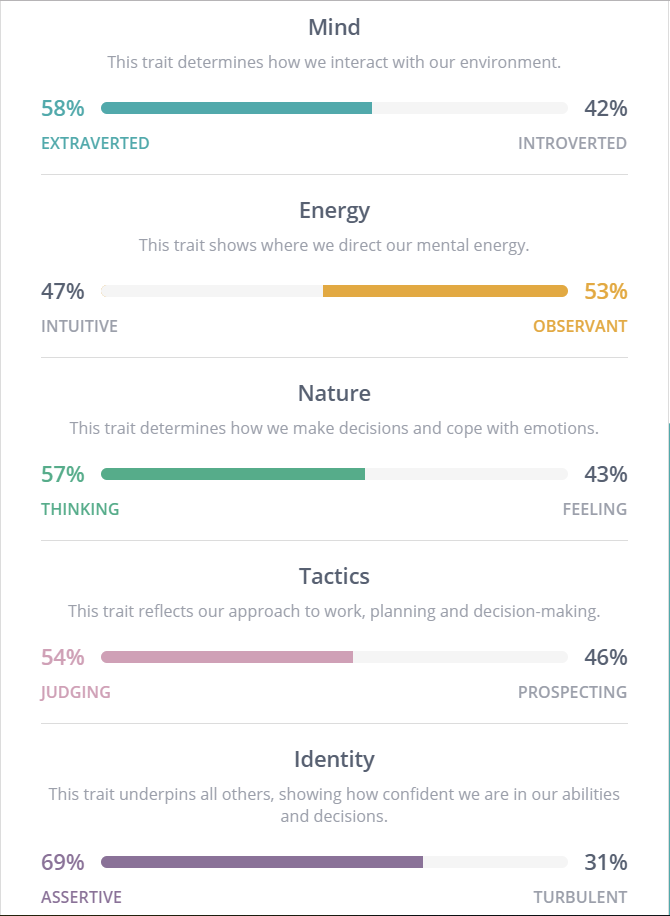 Mind
This trait determines how we interact with our environment.
58% 42%
EXTRAVERTED INTROVERTED
Energy
This trait shows where we direct our mental energy.
47% 53%
INTUITIVE OBSERVANT
Nature
This trait determines how we make decisions and cope with emotions.
57% 43%
THINKING FEELING
Tactics
This trait reflects our approach to work, planning and decision-making.
54% 46%
JUDGING PROSPECTING
Identity
This trait underpins all others, showing how confident we are in our abilities
and decisions.
69% 31%
ASSERTIVE TURBULENT